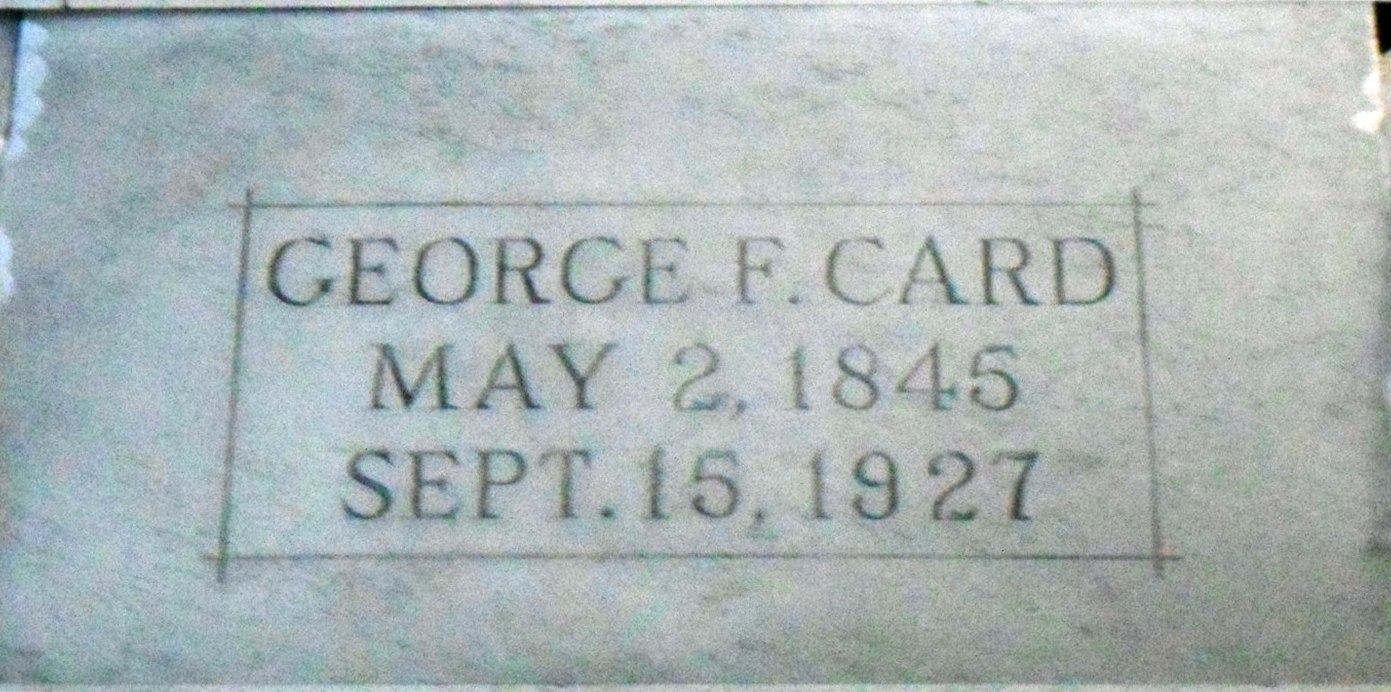 GEORGE F. CARD
MAY 2, 1845
SEPT. 15, 1927